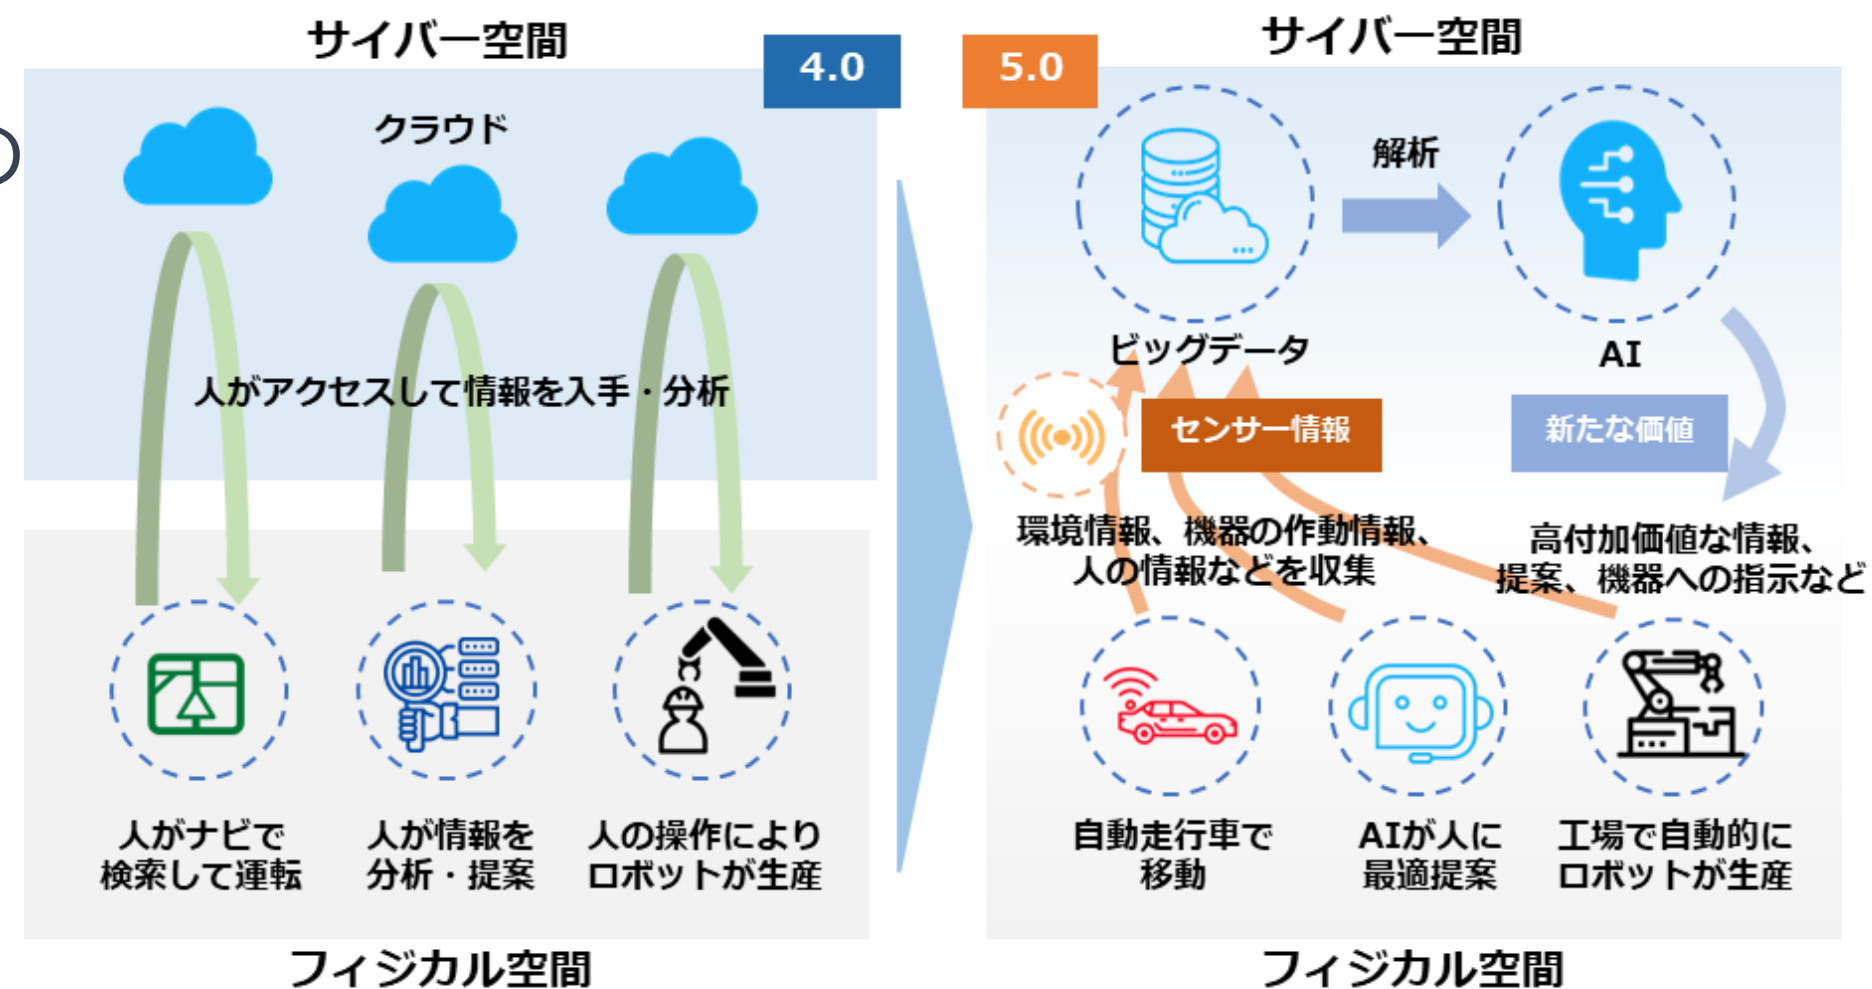 サイバー空間
4.0
クラウド
人がアクセスして情報を入手・分析
人がナビで
検索して運転
人が情報を
分析・提案
人の操作により
ロボットが生産
フィジカル空間
サイバー空間
5.0
解析
ビッグデータ
AI
センサー情報
新たな価値
環境情報、機器の作動情報、
人の情報などを収集
高付加価値な情報、
提案、機器への指示など
自動走行車で
移動
AIが人に
最適提案
工場で自動的に
ロボットが生産
フィジカル空間